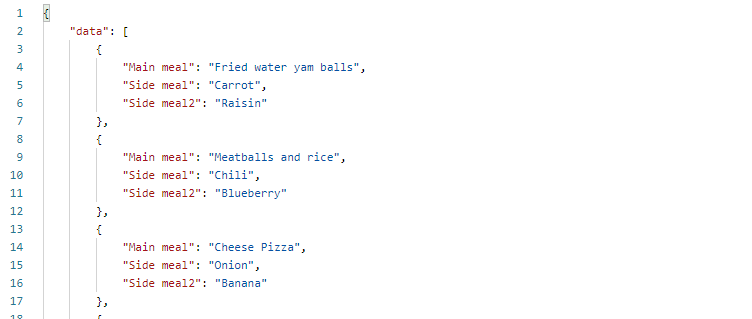 1 {
2 "data": [
3 {
4 "Main meal": "Fried water yam balls",
5 "Side meal": "Carrot",
6 "Side meal2": "Raisin"
7 },
8 {
9 "Main meal": "Meatballs and rice",
10 "Side meal": "Chili",
11 "Side meal2": "Blueberry"
12 },
13 {
14 "Main meal": "Cheese Pizza",
15 "Side meal": "Onion",
16 "Side meal2": "Banana"
17 },
18 {